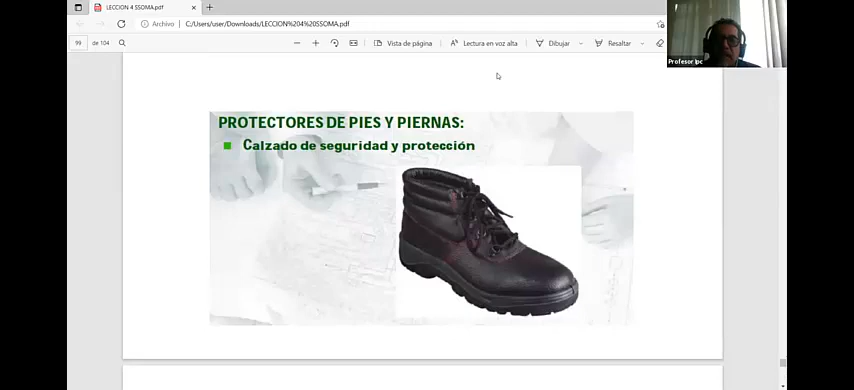 LECCION 4 SSOMA.pdf
Archivo
C:/Users/user/Downloads/LECCION%204%20SSOMA.pdf
99 de 104
Vista de página
Lectura en voz alta
Dibujar
Resaltar
Profesor ipc
PROTECTORES DE PIES Y PIERNAS:
Calzado de seguridad y protección